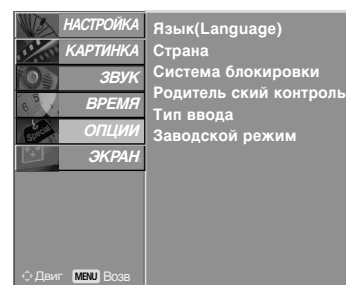 НАСТРОЙКА
КАРТИНКА
ЗВУК
ВРЕМЯ
ОПЦИИ
ЭКРАН
Язык(Language)
Страна
Система блокировки
Родитель ский контроль
Тип ввода
Заводской режим
Special
Двиг MENU Возв